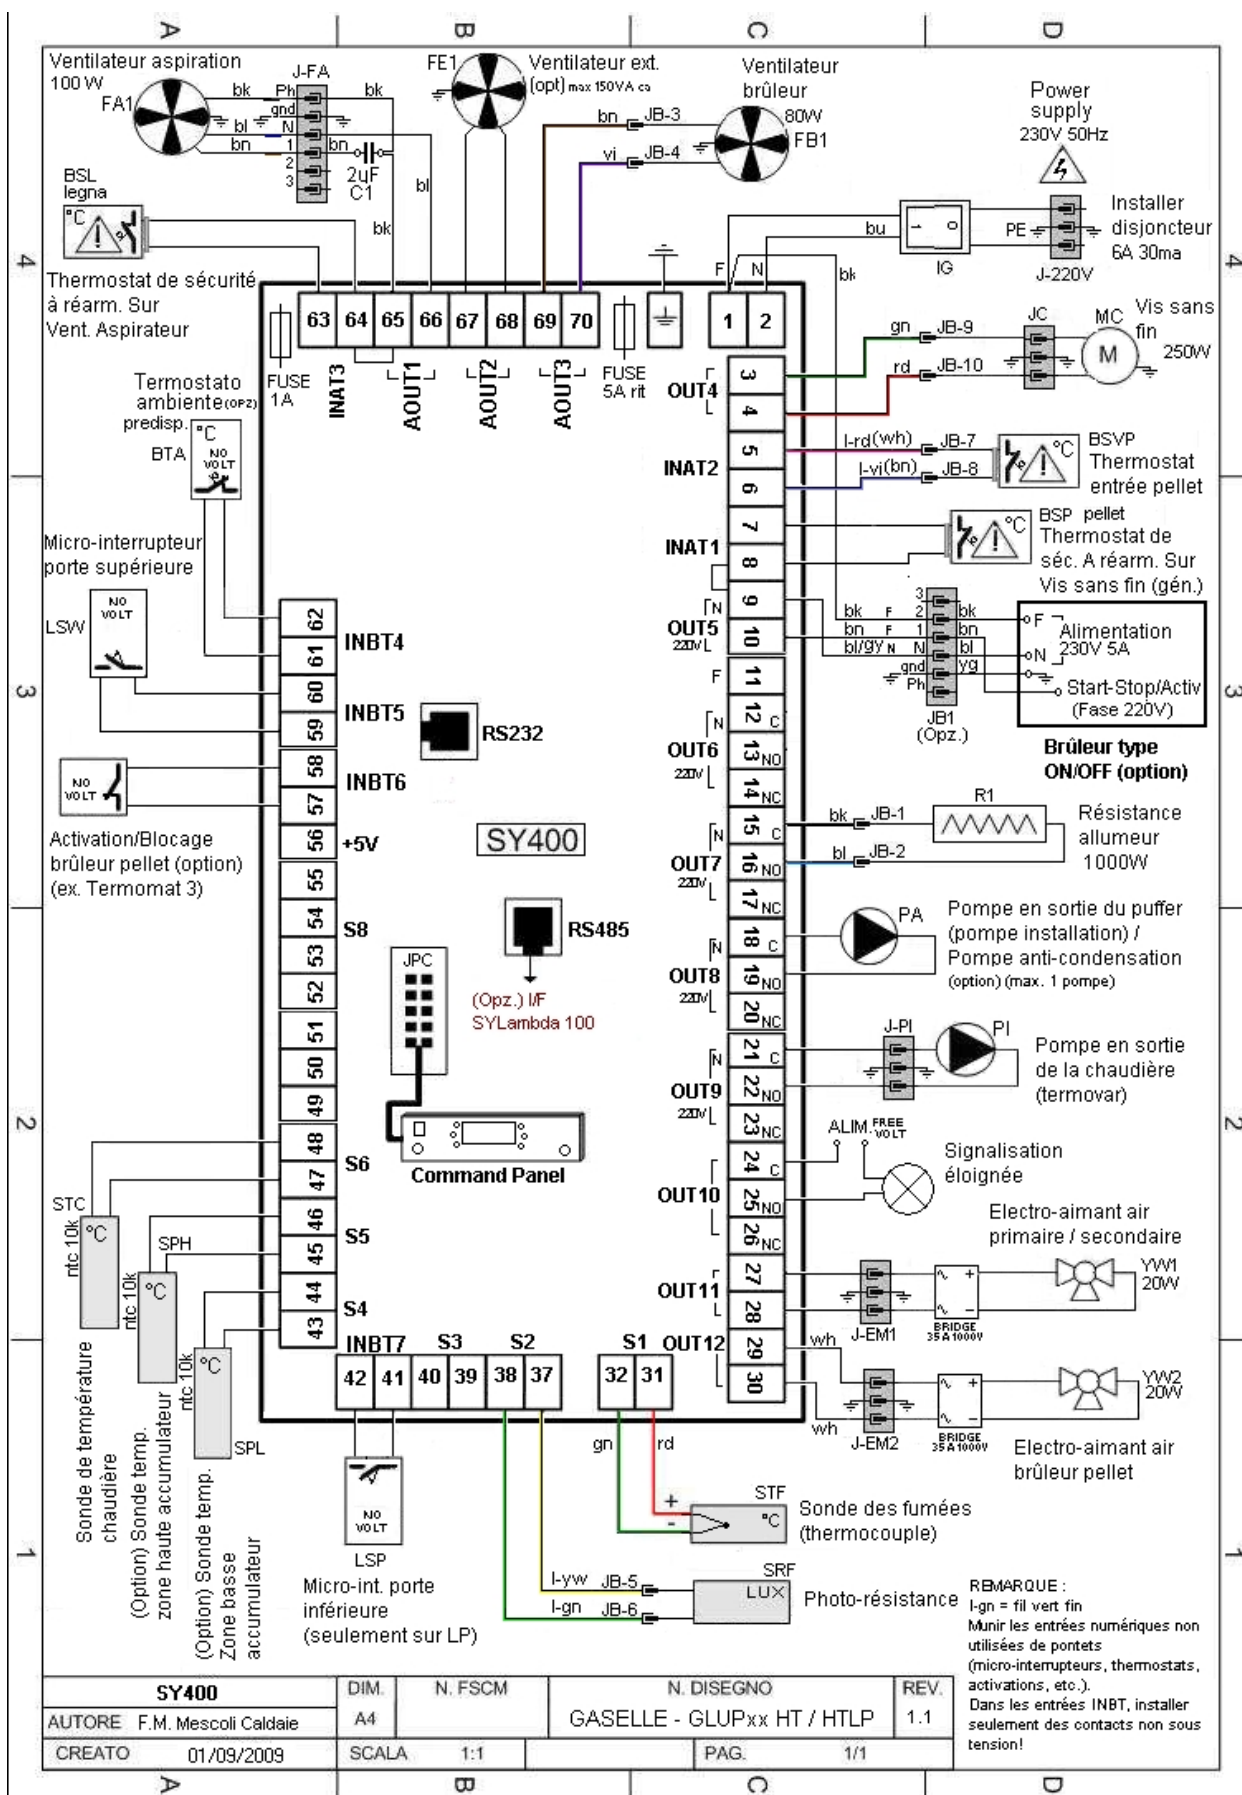 A
B
C
D
Ventilateur aspiration
100 W
FA1
J-FA
bk
Ph
bk
gnd
bl
N
bn
1
bn
2
3
2uF
C1
bl
bk
FE1
Ventilateur ext.
(opt) max 150VA ca
bn
JB-3
vi
JB-4
Ventilateur
brûleur
80W
FB1
Power
supply
230V 50Hz
BSL
legna
°C
Thermostat de sécurité
à réarm. Sur
Vent. Aspirateur
bu
IG
PE
J-220V
Installer
disjoncteur
6A 30ma
F
N
bk
4
4
63
64
65
66
67
68
69
70
1
2
FUSE
1A
INAT3
AOUT1
AOUT2
AOUT3
FUSE
5A rit
gn
JB-9
rd
JB-10
JC
MC
M
Vis sans
fin
250W
Termostato
ambiente(OPZ)
predisp.
BTA
°C
NO
VOLT
3
OUT4
4
5
INAT2
6
l-rd(wh)
JB-7
l-vi(bn)
JB-8
°C
BSVP
Thermostat
entrée pellet
7
INAT1
8
°C
BSP pellet
Thermostat de
séc. A réarm. Sur
Vis sans fin (gén.)
Micro-interrupteur
porte supérieure
LSW
NO
VOLT
62
INBT4
61
60
INBT5
59
58
INBT6
57
56
+5V
55
54
S8
53
52
51
50
49
48
S6
47
46
S5
45
44
S4
43
9
N
OUT5
220V
10
F
11
bk F 2 bk
bn F 1 bn
bl/gy N N bl
gnd yg
Ph
3
JB1
(Opz.)
F
Alimentation
230V 5A
N
Start-Stop/Activ
(Fase 220V)
Brûleur type
ON/OFF (option)
3
3
RS232
NO
VOLT
Activation/Blocage
brûleur pellet (option)
(ex. Termomat 3)
SY400
12 C
N
OUT6
13 NO
220V
14 NC
15 C
N
OUT7
16 NO
220V
17 NC
bk
JB-1
bl
JB-2
R1
Résistance
allumeur
1000W
RS485
JPC
(Opz.) I/F
SYLambda 100
18 C
N
OUT8
19 NO
220V
20 NC
PA
Pompe en sortie du puffer
(pompe installation) /
Pompe anti-condensation
(option) (max. 1 pompe)
21 C
N
OUT9
22 NO
220V
23 NC
J-PI
PI
Pompe en sortie
de la chaudière
(termovar)
2
2
Command Panel
24 C
OUT10
25 NO
26 NC
ALIM.
FREE
VOLT
Signalisation
éloignée
27
OUT11
28
J-EM1
BRIDGE
35A1000V
Electro-aimant air
primaire / secondaire
YW1
20W
OUT12
29
30
wh
wh
J-EM2
BRIDGE
35A1000V
YW2
20W
Electro-aimant air
brûleur pellet
STC
ntc 10k
°C
Sonde de température
chaudière
SPH
ntc 10k
°C
(Option) Sonde temp.
zone haute accumulateur
ntc 10k
°C
SPL
(Option) Sonde temp.
Zone basse
accumulateur
INBT7
S3
S2
S1
42
41
40
39
38
37
32
31
gn
rd
NO
VOLT
LSP
Micro-int. porte
inférieure
(seulement sur LP)
+
-
STF
°C
Sonde des fumées
(thermocouple)
l-yw
JB-5
l-gn
JB-6
SRF
LUX
Photo-résistance
1
1
REMARQUE :
l-gn = fil vert fin
Munir les entrées numériques non
utilisées de pontets
(micro-interrupteurs, thermostats,
activations, etc.).
Dans les entrées INBT, installer
seulement des contacts non sous
tension!
SY400
DIM.
N. FSCM
N. DISEGNO
REV.
AUTORE F.M. Mescoli Caldaie
A4
GASELLE - GLUPxx HT / HTLP
1.1
CREATO 01/09/2009
SCALA 1:1
PAG. 1/1
A
B
C
D